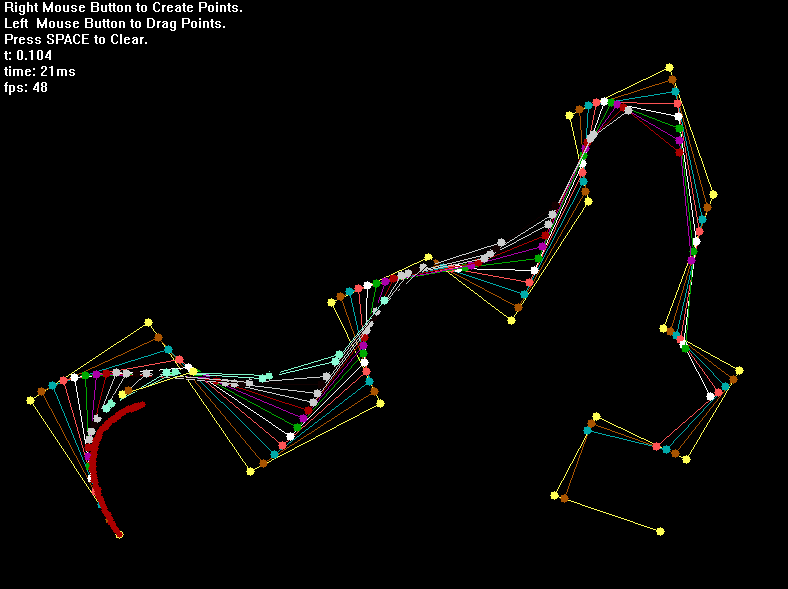 Right Mouse Button to Create Points.
Left  Mouse Button to Drag Points.
Press SPACE to Clear.
t: 0.104
time: 21ms
fps: 48